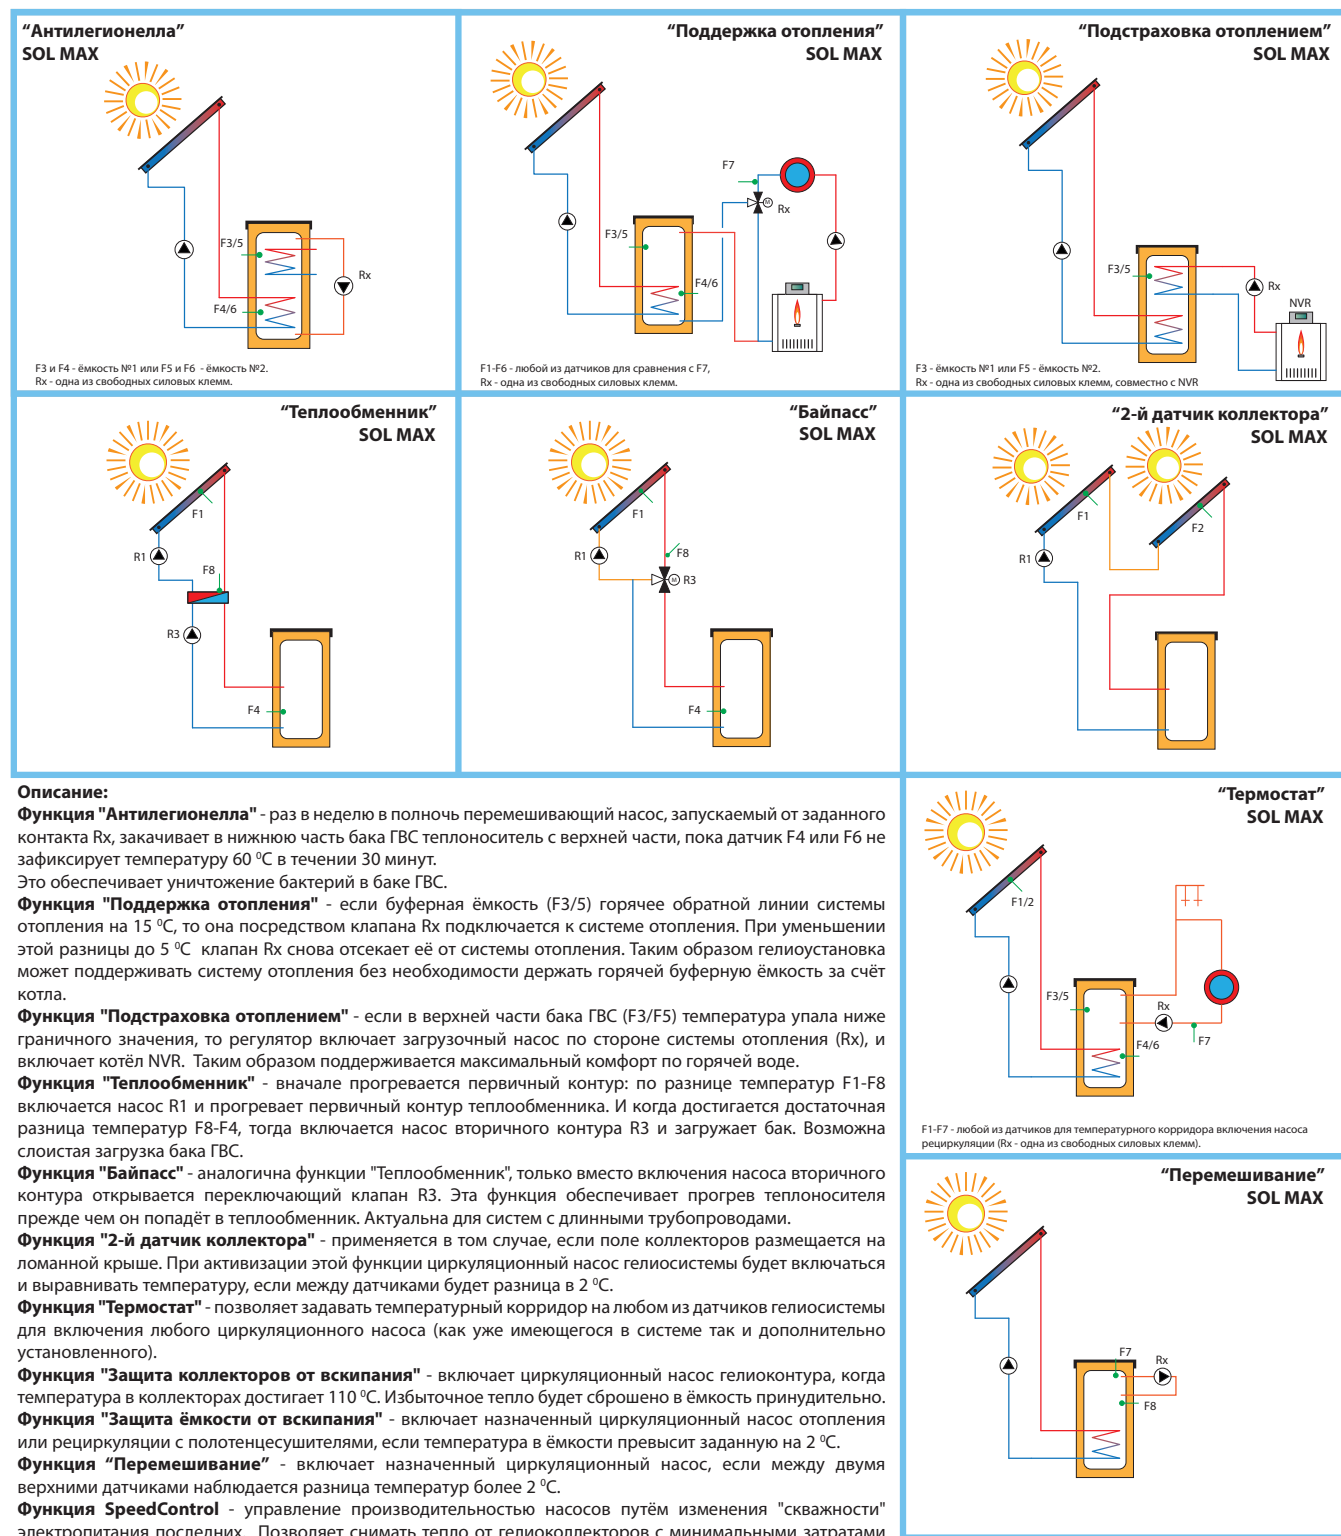 “Антилегионелла”
SOL MAX
F3/5
F4/6
Rx
F3 и F4 - ёмкость №1 или F5 и F6 - ёмкость №2.
Rx - одна из свободных силовых клемм.
“Поддержка отопления”
SOL MAX
F7
M
Rx
F3/5
F4/6
F1-F6 - любой из датчиков для сравнения с F7,
Rx - одна из свободных силовых клемм.
“Подстраховка отоплением”
SOL MAX
F3/5
Rx
NVR
F3 - ёмкость №1 или F5 - ёмкость №2.
Rx - одна из свободных силовых клемм, совместно с NVR
“Теплообменник”
SOL MAX
F1
R1
F8
R3
F4
“Байпасс”
SOL MAX
F1
R1
F8
M
R3
F4
“2-й датчик коллектора”
SOL MAX
F1
F2
R1
Описание:
Функция "Антилегионелла" - раз в неделю в полночь перемешивающий насос, запускаемый от заданного
контакта Rx, закачивает в нижнюю часть бака ГВС теплоноситель с верхней части, пока датчик F4 или F6 не
зафиксирует температуру 60 ⁰С в течении 30 минут.
Это обеспечивает уничтожение бактерий в баке ГВС.
Функция "Поддержка отопления" - если буферная ёмкость (F3/5) горячее обратной линии системы
отопления на 15 ⁰С, то она посредством клапана Rx подключается к системе отопления. При уменьшении
этой разницы до 5 ⁰С клапан Rx снова отсекает её от системы отопления. Таким образом гелиоустановка
может поддерживать систему отопления без необходимости держать горячей буферную ёмкость за счёт
котла.
Функция "Подстраховка отоплением" - если в верхней части бака ГВС (F3/F5) температура упала ниже
граничного значения, то регулятор включает загрузочный насос по стороне системы отопления (Rx), и
включает котёл NVR. Таким образом поддерживается максимальный комфорт по горячей воде.
Функция "Теплообменник" - вначале прогревается первичный контур: по разнице температур F1-F8
включается насос R1 и прогревает первичный контур теплообменника. И когда достигается достаточная
разница температур F8-F4, тогда включается насос вторичного контура R3 и загружает бак. Возможна
слоистая загрузка бака ГВС.
Функция "Байпасс" - аналогична функции "Теплообменник", только вместо включения насоса вторичного
контура открывается переключающий клапан R3. Эта функция обеспечивает прогрев теплоносителя
прежде чем он попадёт в теплообменник. Актуальна для систем с длинными трубопроводами.
Функция "2-й датчик коллектора" - применяется в том случае, если поле коллекторов размещается на
ломанной крыше. При активизации этой функции циркуляционный насос гелиосистемы будет включаться
и выравнивать температуру, если между датчиками будет разница в 2 ⁰С.
Функция "Термостат" - позволяет задавать температурный корридор на любом из датчиков гелиосистемы
для включения любого циркуляционного насоса (как уже имеющегося в системе так и дополнительно
установленного).
Функция "Защита коллекторов от вскипания" - включает циркуляционный насос гелиоконтура, когда
температура в коллекторах достигает 110 ⁰С. Избыточное тепло будет сброшено в ёмкость принудительно.
Функция "Защита ёмкости от вскипания" - включает назначенный циркуляционный насос отопления
или рециркуляции с полотенцесушителями, если температура в ёмкости превысит заданную на 2 ⁰С.
Функция “Перемешивание” - включает назначенный циркуляционный насос, если между двумя
верхними датчиками наблюдается разница температур более 2 ⁰С.
Функция SpeedControl - управление производительностью насосов путём изменения "скважности"
электропитания последних. Позволяет снимать тепло от гелиоколлекторов с минимальными затратами
“Термостат”
SOL MAX
F1/2
F3/5
Rx
F7
F4/6
F1-F7 - любой из датчиков для температурного корридора включения насоса
рециркуляции (Rx - одна из свободных силовых клемм).
“Перемешивание”
SOL MAX
F7
Rx
F8